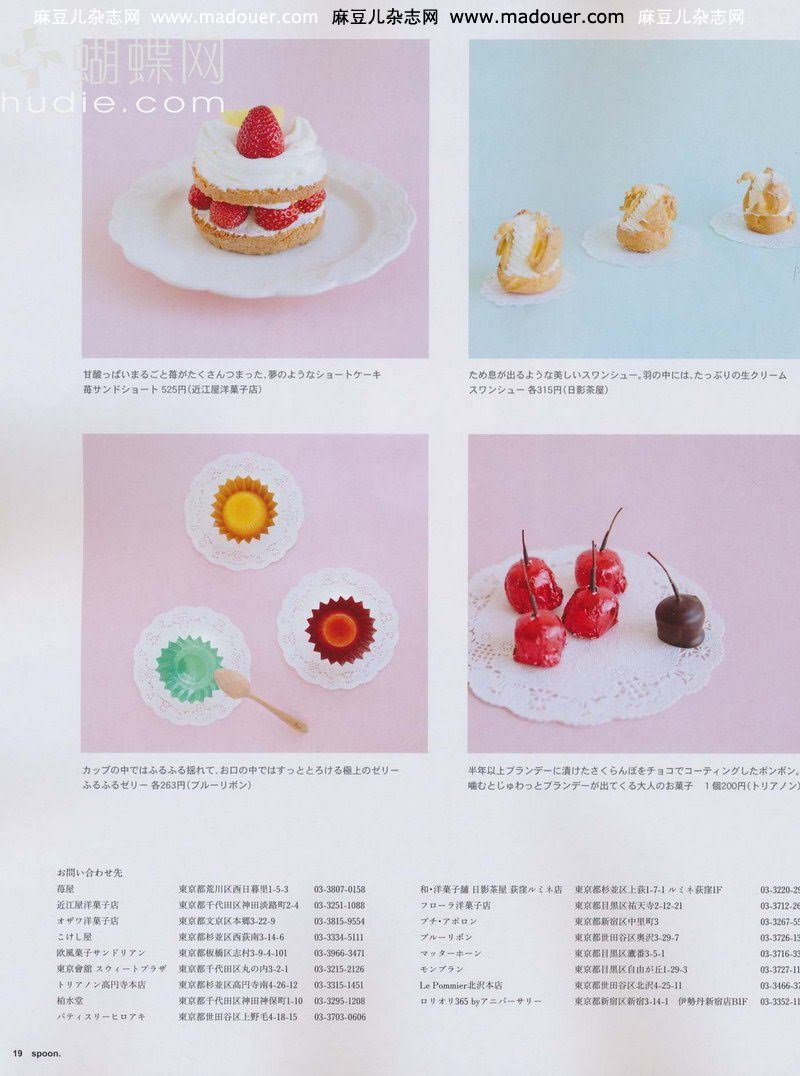 麻豆儿杂志网 www.madouer.com 麻豆儿杂志网 www.madouer.com 麻豆儿杂志网
蝴蝶网
hudie.com
甘酸っぱいまるごと苺がたくさんつまった、夢のようなショートケーキ
苺サンドショート 525円（近江屋洋菓子店）
ため息が出るような美しいスワンシュー。羽の中には、たっぷりの生クリーム
スワンシュー 各315円（日影茶屋）
カップの中ではふるふる揺れて、お口の中ではすっととろける極上のゼリー
ふるふるゼリー 各263円（ブルーリボン）
半年以上ブランデーに漬けたさくらんぼをチョコでコーティングしたボンボン。
噛むとじゅわっとブランデーが出てくる大人のお菓子 1個200円（トリアノン）
お問い合わせ先
苺屋 東京都荒川区西日暮里1-5-3 03-3807-0158
近江屋洋菓子店 東京都千代田区神田淡路町2-4 03-3251-1088
オザワ洋菓子店 東京都文京区本郷3-22-9 03-3815-9554
こけし屋 東京都杉並区西荻南3-14-6 03-3334-5111
欧風菓子サンドリアン 東京都板橋区志村3-9-4-101 03-3966-3471
東京會舘 スウィートプラザ 東京都千代田区丸の内3-2-1 03-3215-2126
トリアノン高円寺本店 東京都杉並区高円寺南4-26-12 03-3315-1451
柏水堂 東京都千代田区神田神保町1-10 03-3295-1208
パティスリーヒロアキ 東京都世田谷区上野毛4-18-15 03-3703-0606
和・洋菓子舗 日影茶屋 荻窪ルミネ店 東京都杉並区上荻1-7-1 ルミネ荻窪1F 03-3220-29
フローラ洋菓子店 東京都目黒区祐天寺2-12-21 03-3712-26
プチ・アポロン 東京都新宿区中里町3 03-3267-55
ブルーリボン 東京都世田谷区奥沢3-29-7 03-3726-13
マッターホーン 東京都目黒区鷹番3-5-1 03-3716-33
モンブラン 東京都目黒区自由が丘1-29-3 03-3727-11
Le Pommier北沢本店 東京都世田谷区北沢4-25-11 03-3466-37
ロリオリ365 byアニバーサリー 東京都新宿区新宿3-14-1 伊勢丹新宿店B1F 03-3352-11
19 spoon.